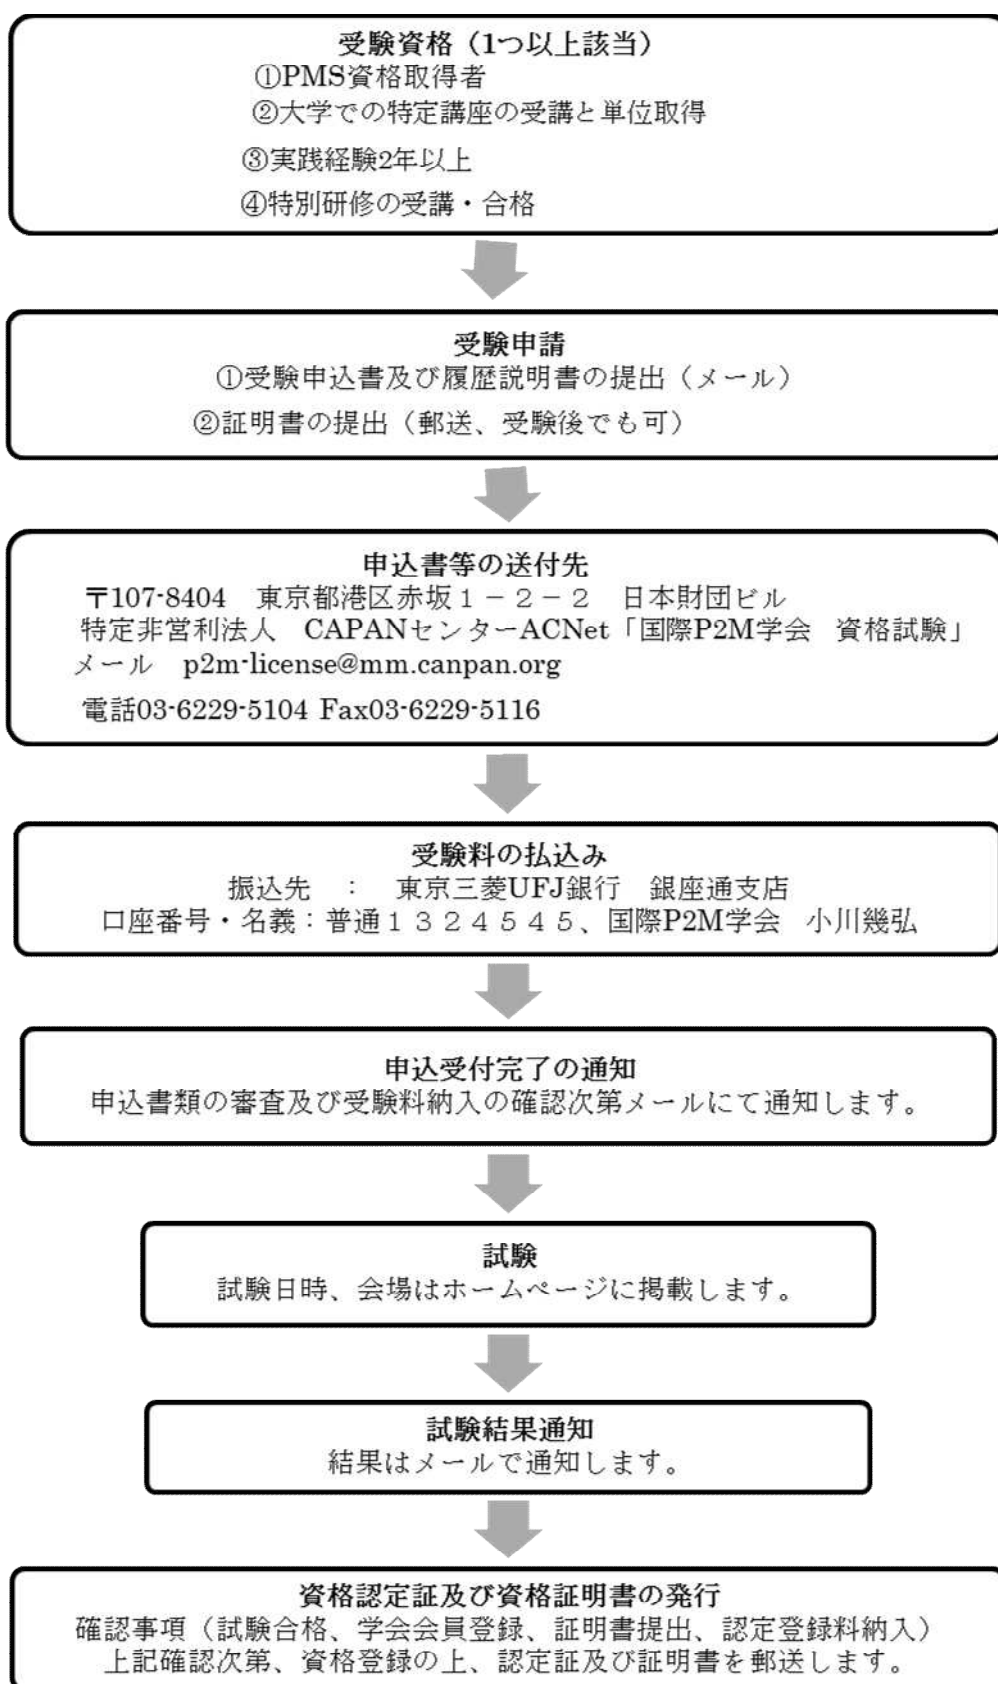 受験資格（1つ以上該当）
①PMS資格取得者
②大学での特定講座の受講と単位取得
③実践経験2年以上
④特別研修の受講・合格
受験申請
①受験申込書及び履歴説明書の提出（メール）
②証明書の提出（郵送、受験後でも可）
申込書等の送付先
〒107-8404　東京都港区赤坂１－２－２　日本財団ビル
特定非営利法人　CAPANセンターACNet「国際P2M学会　資格試験」
メール　p2m-license@mm.canpan.org
電話03-6229-5104 Fax03-6229-5116
受験料の払込み
振込先　：　東京三菱UFJ銀行　銀座通支店
口座番号・名義：普通１３２４５４５、国際P2M学会　小川幾弘
申込受付完了の通知
申込書類の審査及び受験料納入の確認次第メールにて通知します。
試験
試験日時、会場はホームページに掲載します。
試験結果通知
結果はメールで通知します。
資格認定証及び資格証明書の発行
確認事項（試験合格、学会会員登録、証明書提出、認定登録料納入）
上記確認次第、資格登録の上、認定証及び証明書を郵送します。